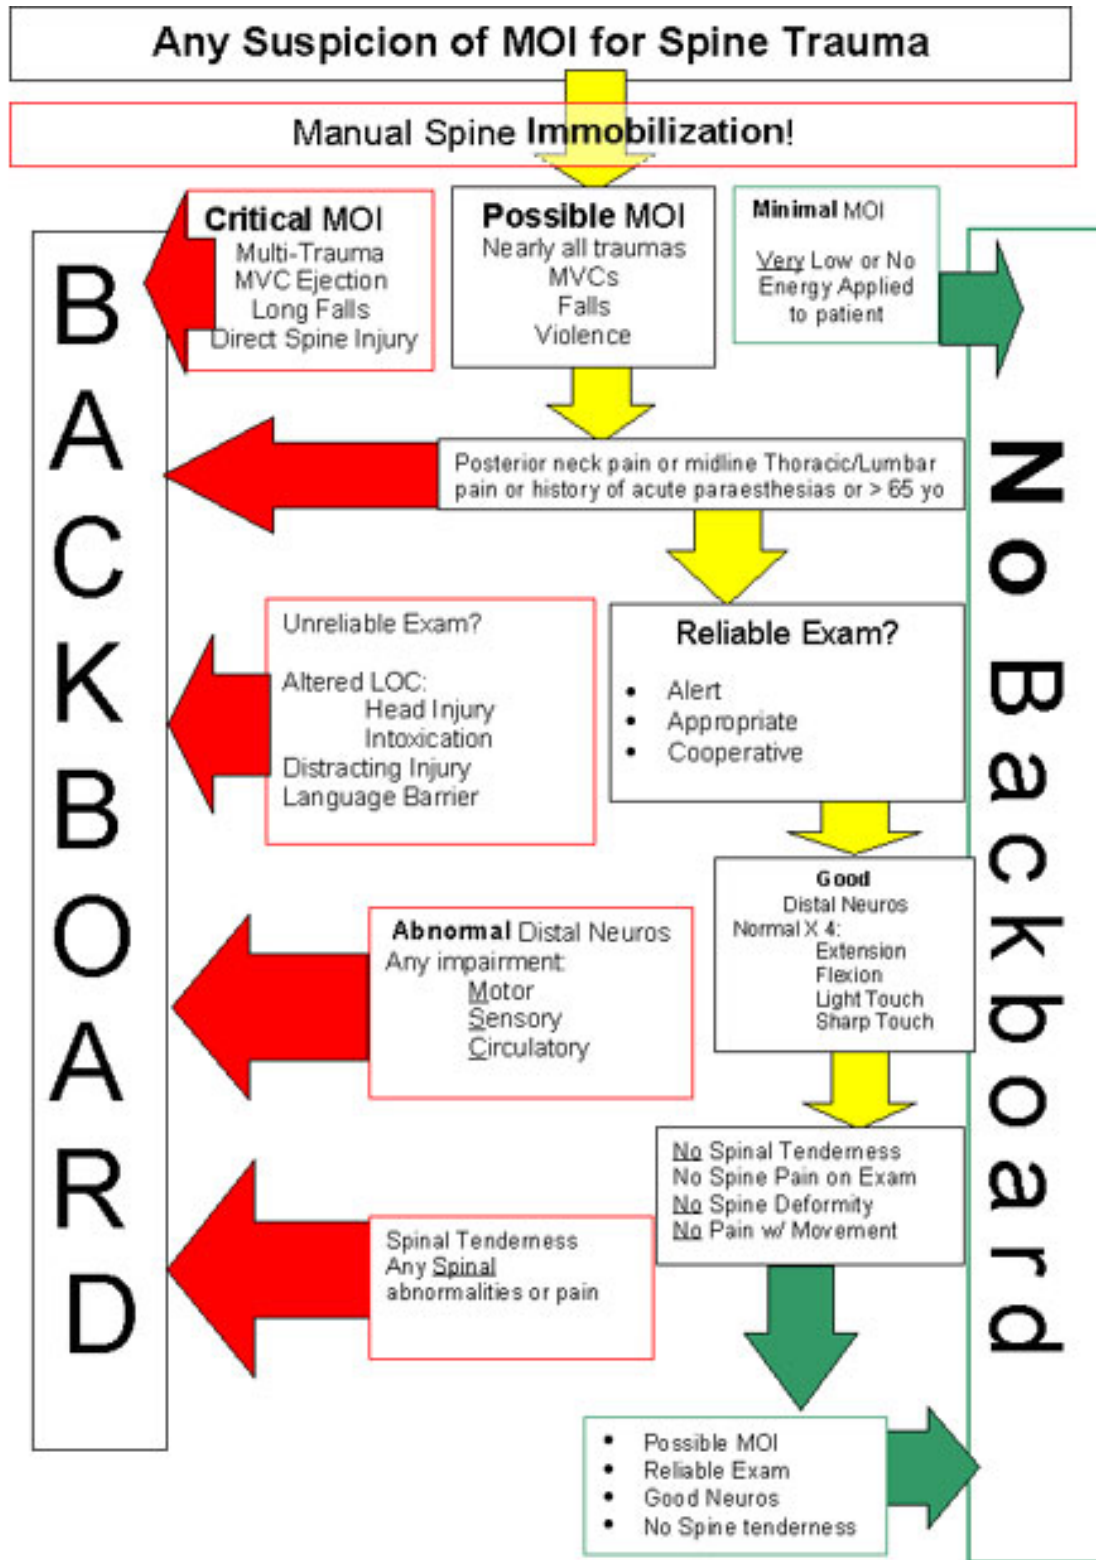 Any Suspicion of MOI for Spine Trauma
Manual Spine Immobilization!
Critical MOI
Multi-Trauma
MVC Ejection
Long Falls
Direct Spine Injury
Possible MOI
Nearly all traumas
MVCs
Falls
Violence
Minimal MOI
Very Low or No
Energy Applied
to patient
BACKBOARD
No Backboard
Posterior neck pain or midline Thoracic/Lumbar
pain or history of acute paraesthesias or > 65 yo
Unreliable Exam?
Altered LOC:
Head Injury
Intoxication
Distracting Injury
Language Barrier
Reliable Exam?
• Alert
• Appropriate
• Cooperative
Good
Distal Neuros
Normal X 4:
Extension
Flexion
Light Touch
Sharp Touch
Abnormal Distal Neuros
Any impairment:
Motor
Sensory
Circulatory
No Spinal Tenderness
No Spine Pain on Exam
No Spine Deformity
No Pain w/ Movement
Spinal Tenderness
Any Spinal
abnormalities or pain
• Possible MOI
• Reliable Exam
• Good Neuros
• No Spine tenderness